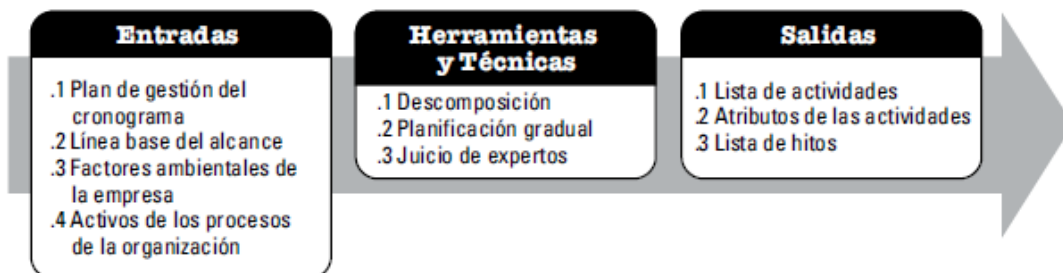 Entradas
.1 Plan de gestión del
cronograma
.2 Línea base del alcance
.3 Factores ambientales de
la empresa
.4 Activos de los procesos
de la organización
Herramientas
y Técnicas
.1 Descomposición
.2 Planificación gradual
.3 Juicio de expertos
Salidas
.1 Lista de actividades
.2 Atributos de las actividades
.3 Lista de hitos